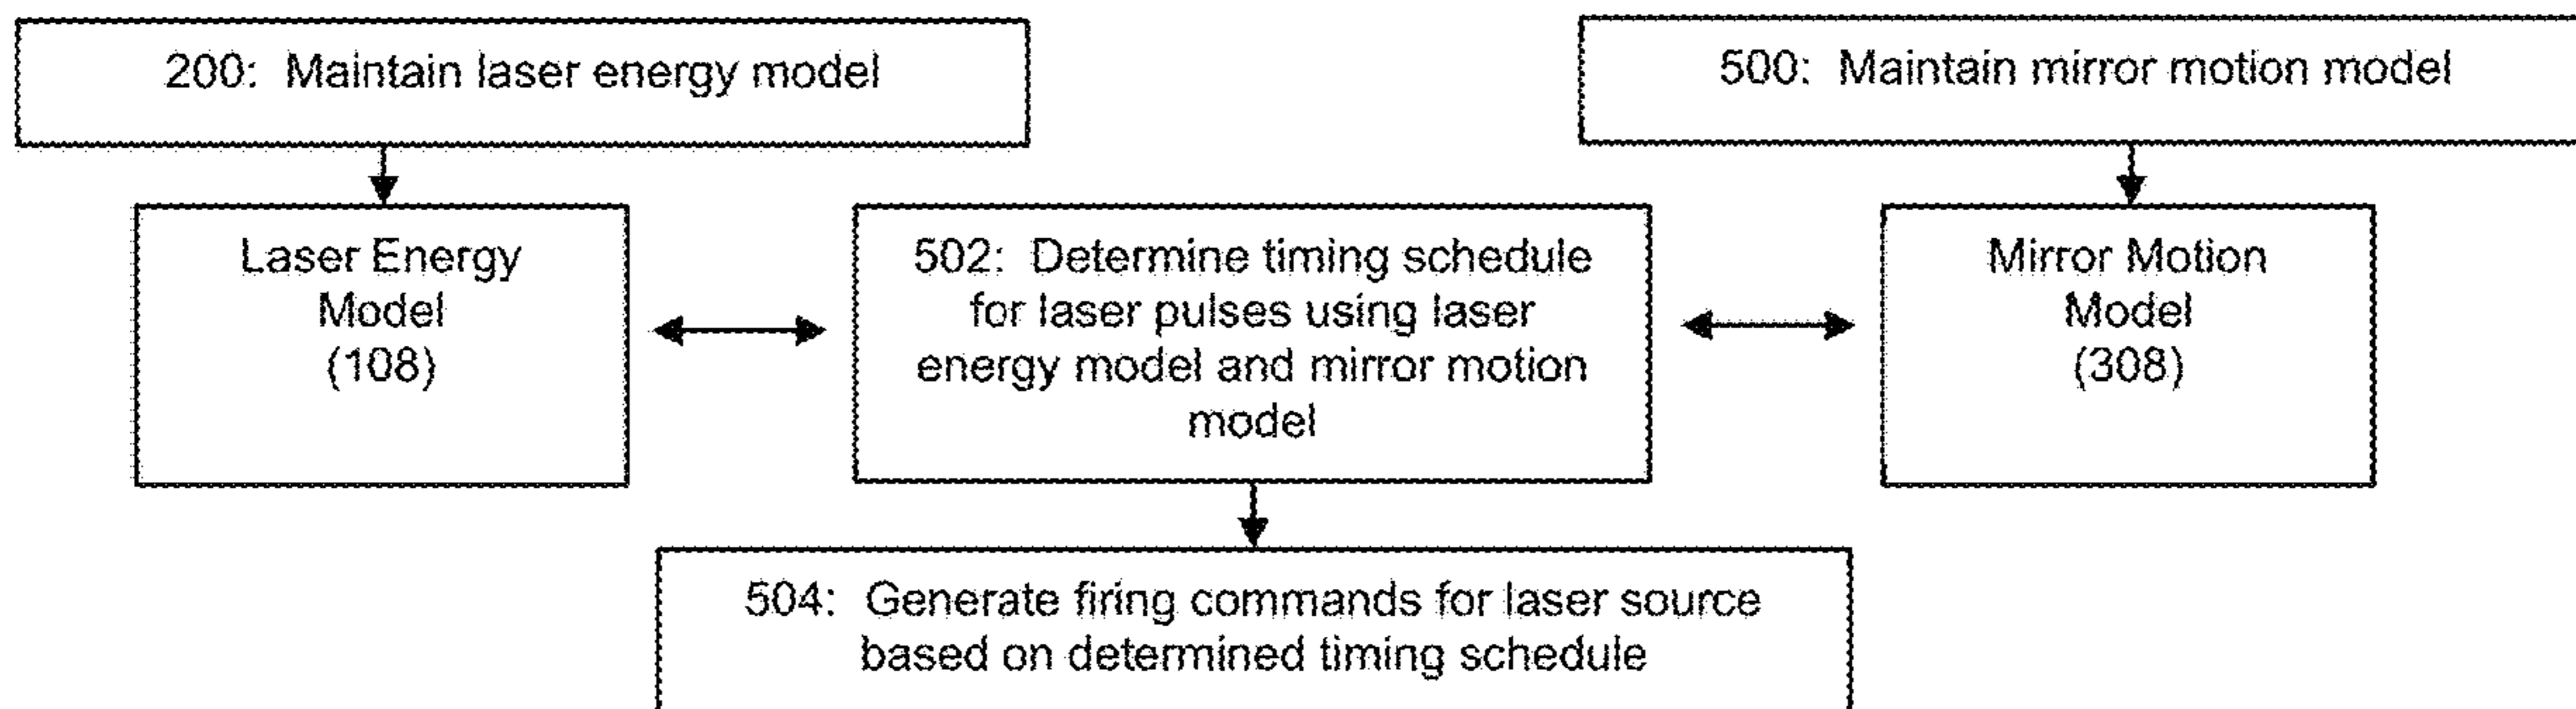 200: Maintain laser energy model
500: Maintain mirror motion model
Laser Energy
Model
(108)
502: Determine timing schedule
for laser pulses using laser
energy model and mirror motion
model
Mirror Motion
Model
(308)
504: Generate firing commands for laser source
based on determined timing schedule